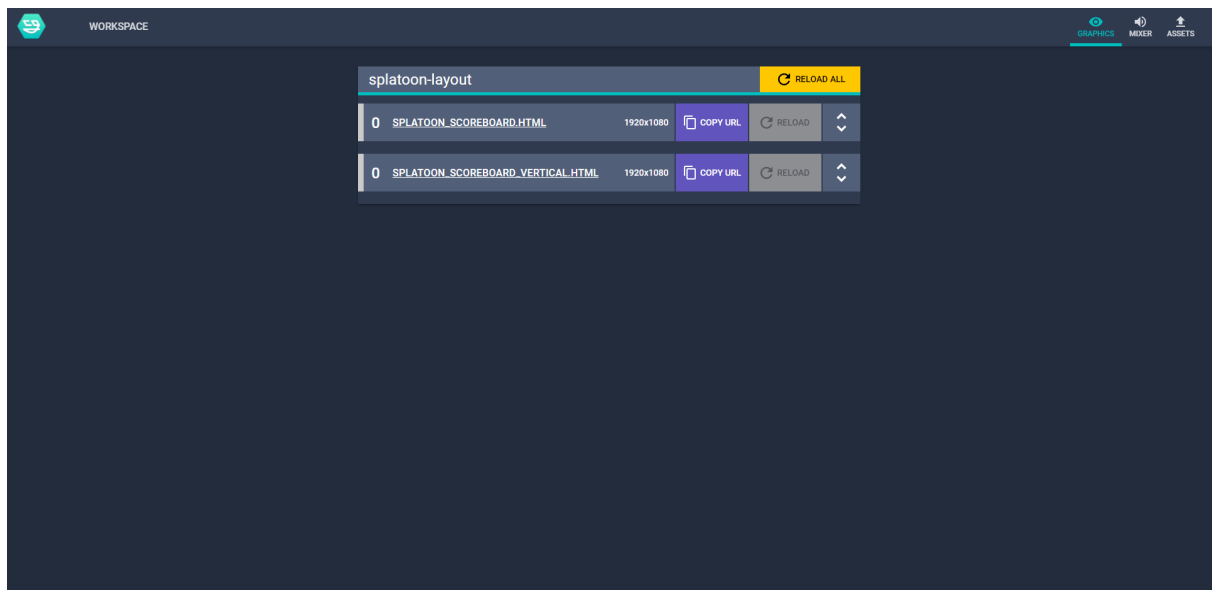 WORKSPACE
GRAPHICS MIXER ASSETS
splatoon-layout RELOAD ALL
0 SPLATOON_SCOREBOARD.HTML 1920x1080 COPY URL RELOAD
0 SPLATOON_SCOREBOARD_VERTICAL.HTML 1920x1080 COPY URL RELOAD